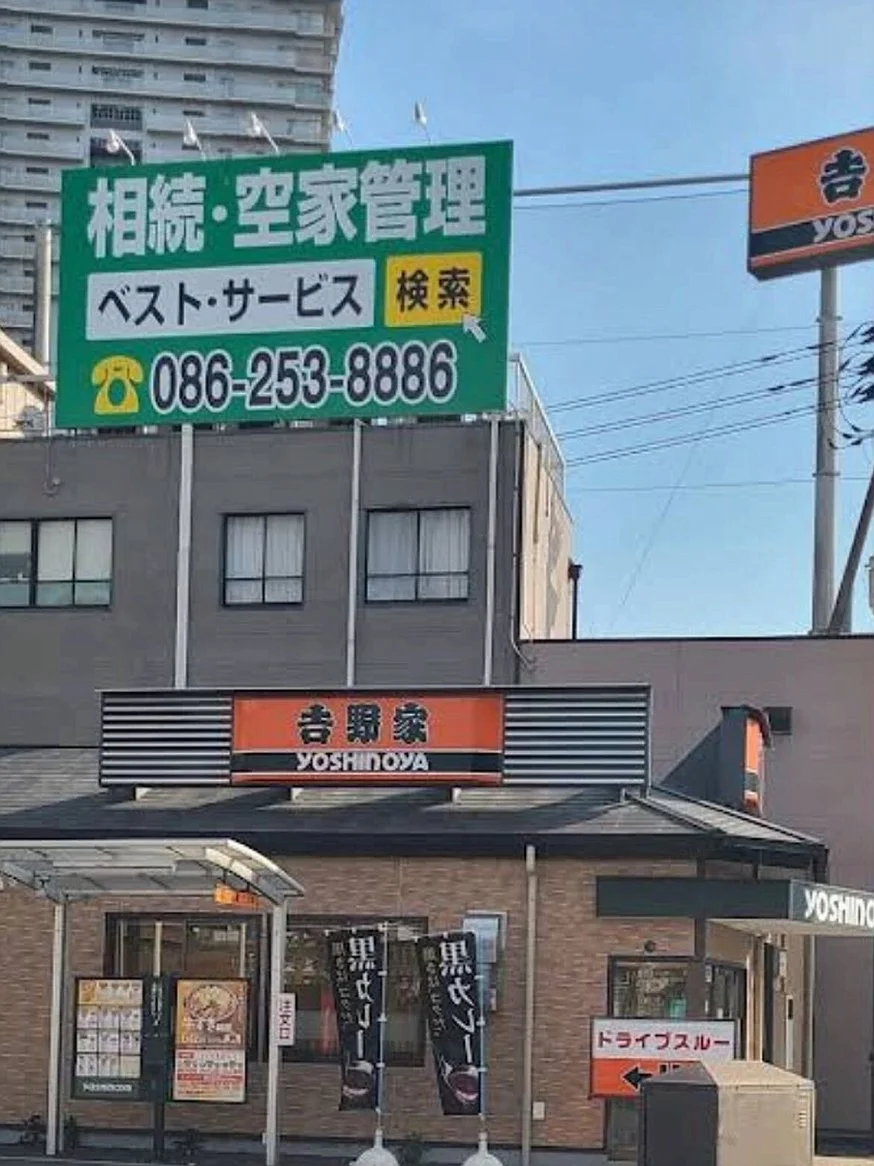 相続・空家管理
ベスト・サービス 検索
086-253-8886
吉
YOS
吉野家
YOSHINOYA
YOSHINO
黒カレー
黒カレー
注文口
ドライブスルー
YOSHINOYA